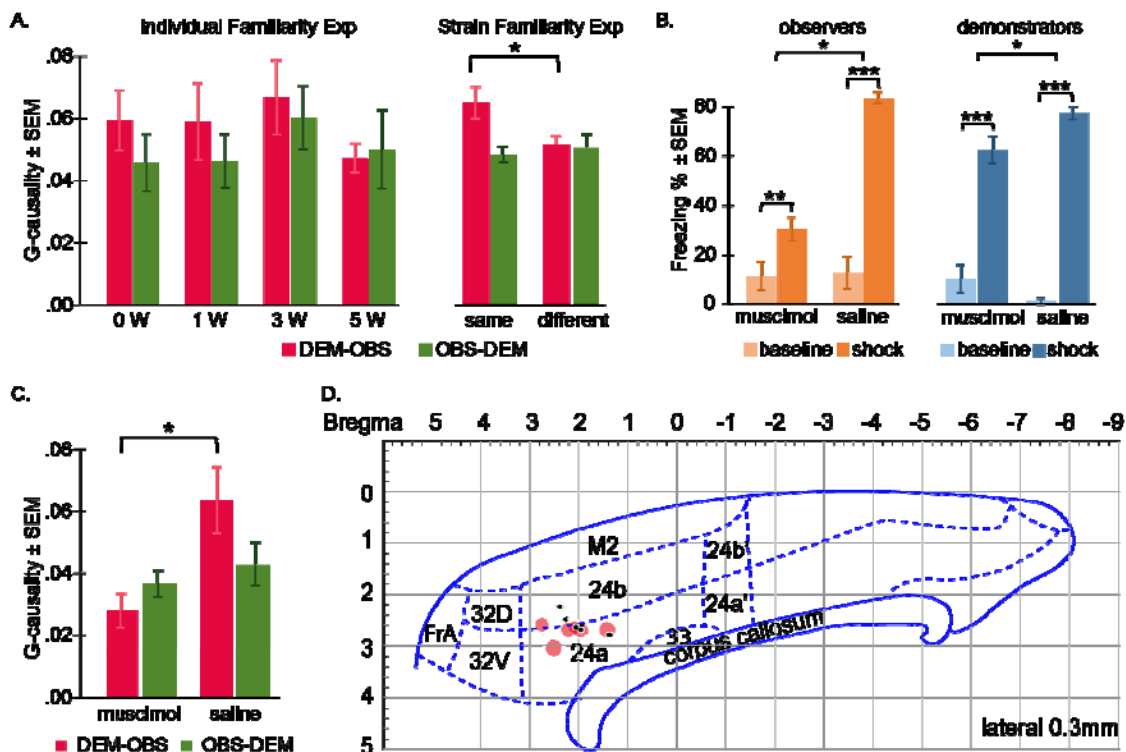 A.
Individual Familiarity Exp
Strain Familiarity Exp
*
G-causality ± SEM
.08
.06
.04
.02
.00
0 W 1 W 3 W 5 W
same different
DEM-OBS OBS-DEM
B.
observers
demonstrators
* *
*** ***
*** **
Freezing % ± SEM
80
60
40
20
0
muscimol saline muscimol saline
baseline shock baseline shock
C.
*
G-causality ± SEM
.08
.06
.04
.02
.00
muscimol saline
DEM-OBS OBS-DEM
D.
Bregma 5 4 3 2 1 0 -1 -2 -3 -4 -5 -6 -7 -8 -9
0
1
2
3
4
5
M2
24b'
24b
32D
24a'
FrA
33
corpus callosum
24a
32V
lateral 0.3mm